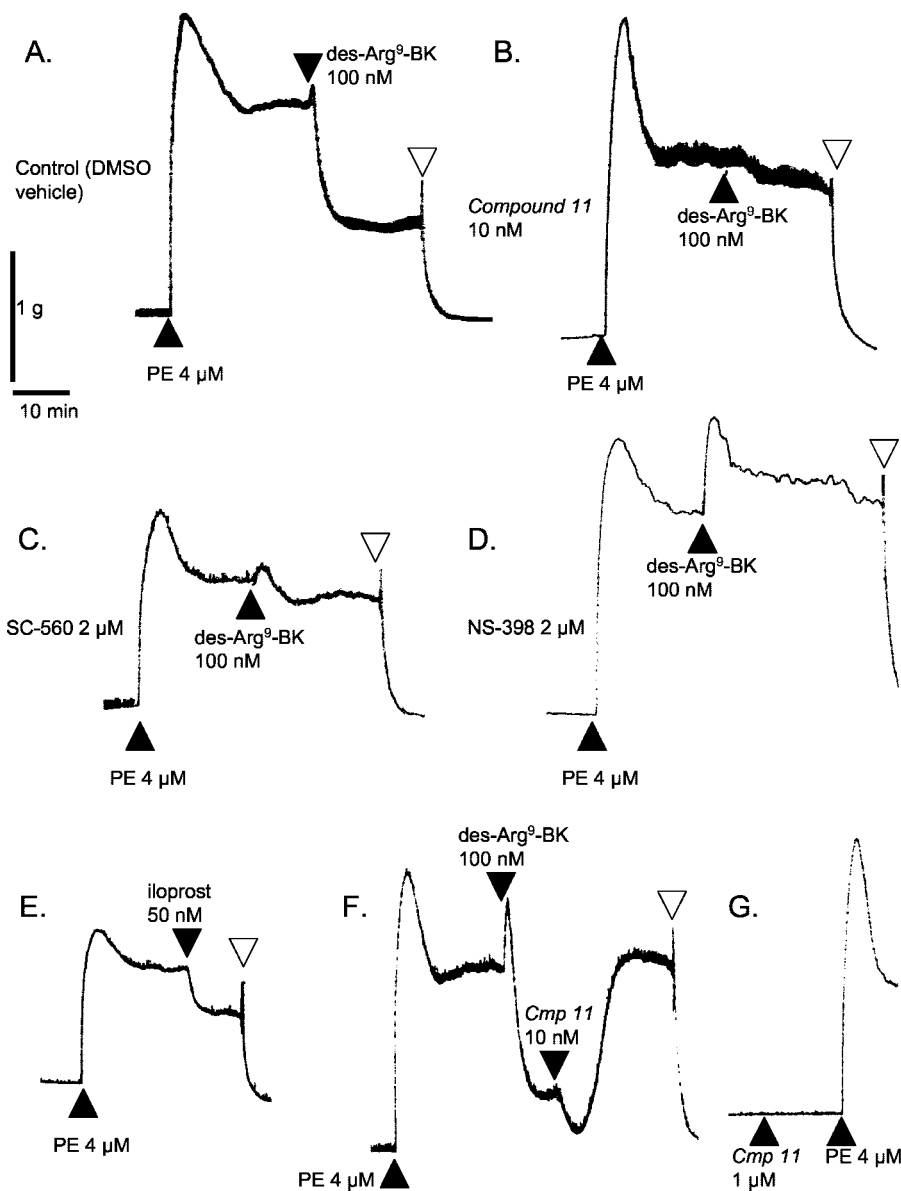 A.
des-Arg⁹-BK
100 nM
Control (DMSO
vehicle)
1 g
10 min
PE 4 µM
B.
Compound 11
10 nM
des-Arg⁹-BK
100 nM
PE 4 µM
C.
SC-560 2 µM
des-Arg⁹-BK
100 nM
PE 4 µM
D.
NS-398 2 µM
des-Arg⁹-BK
100 nM
PE 4 µM
E.
iloprost
50 nM
PE 4 µM
F.
des-Arg⁹-BK
100 nM
Cmp 11
10 nM
PE 4 µM
G.
Cmp 11
1 µM
PE 4 µM